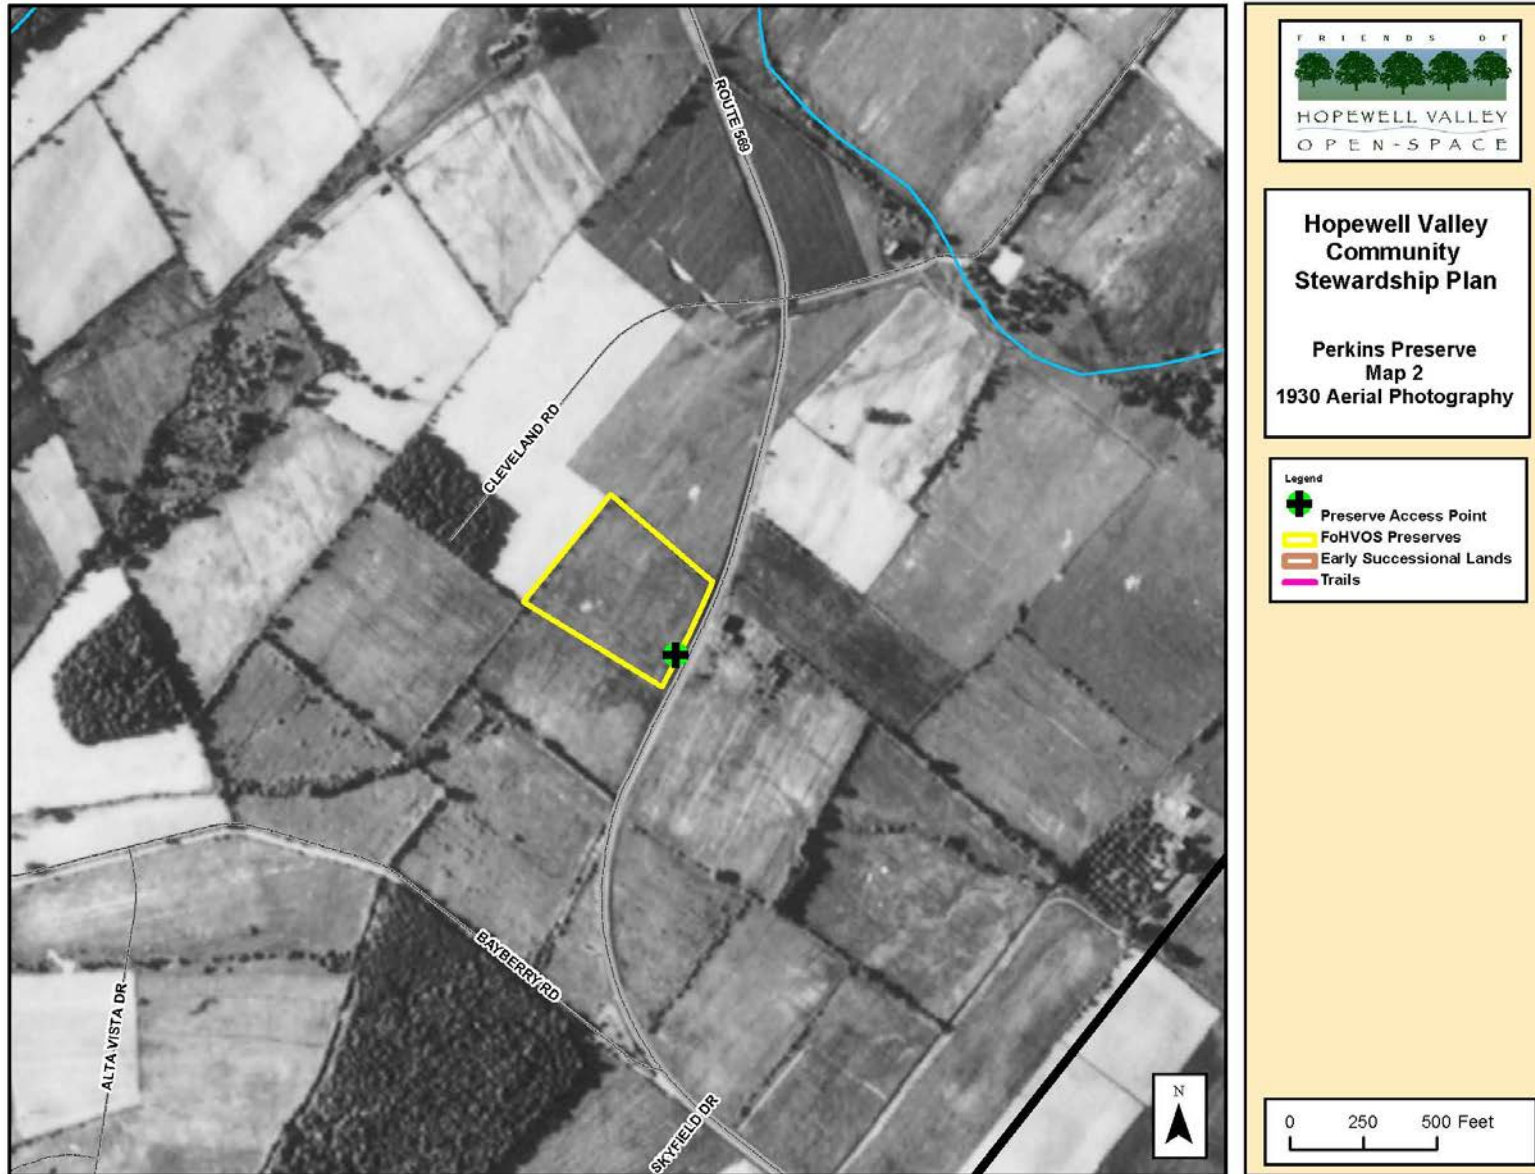 ROUTE 569
CLEVELAND RD
BAYBERRY RD
ALTA VISTA DR
SKYFIELD DR
N
FRIENDS OF
HOPEWELL VALLEY
OPEN-SPACE
Hopewell Valley
Community
Stewardship Plan
Perkins Preserve
Map 2
1930 Aerial Photography
Legend
Preserve Access Point
FoHVOS Preserves
Early Successional Lands
Trails
0 250 500 Feet